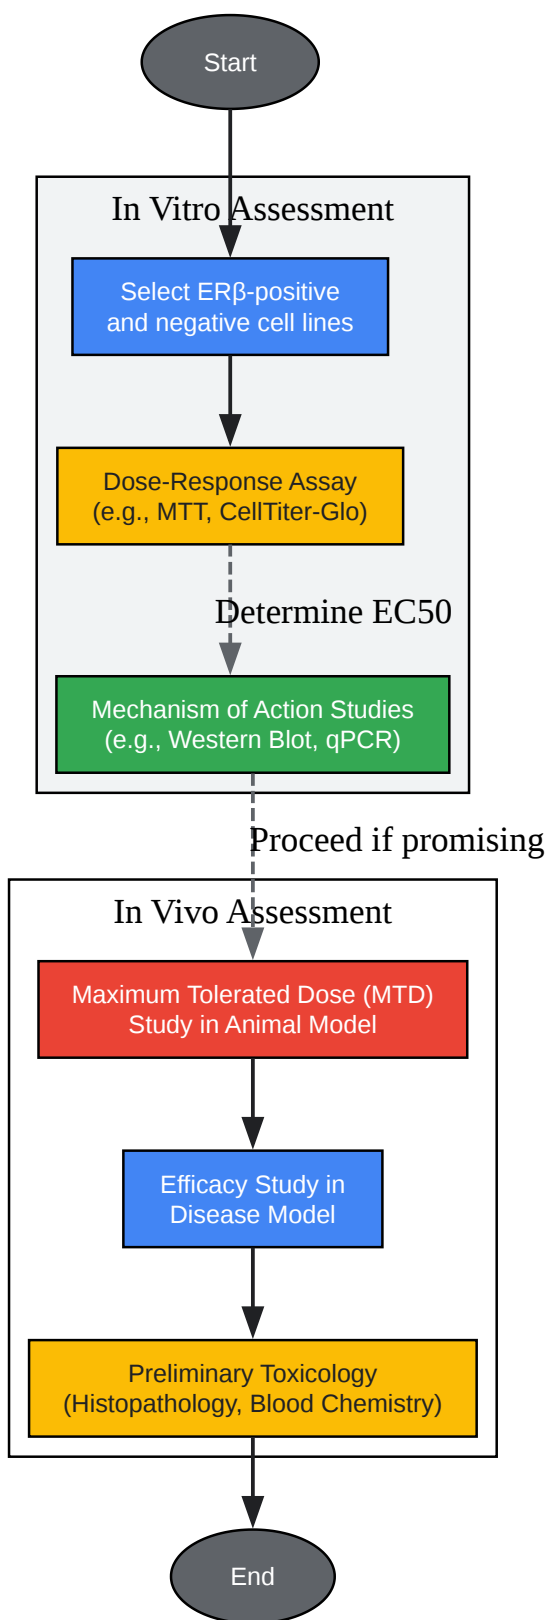 Start
In Vitro Assessment
Select ERβ-positive
and negative cell lines
Dose-Response Assay
(e.g., MTT, CellTiter-Glo)
Determine EC50
Mechanism of Action Studies
(e.g., Western Blot, qPCR)
Proceed if promising
In Vivo Assessment
Maximum Tolerated Dose (MTD)
Study in Animal Model
Efficacy Study in
Disease Model
Preliminary Toxicology
(Histopathology, Blood Chemistry)
End